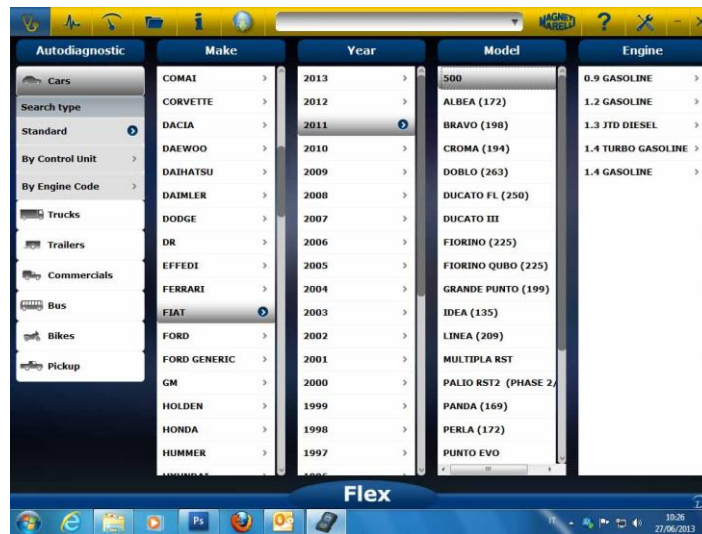 MAGNETI
MARELLI
?
Autodiagnostic
Make
Year
Model
Engine
Cars
Search type
Standard
By Control Unit
By Engine Code
Trucks
Trailers
Commercials
Bus
Bikes
Pickup
COMAI
CORVETTE
DACIA
DAEWOO
DAIHATSU
DAIMLER
DODGE
DR
EFFEDI
FERRARI
FIAT
FORD
FORD GENERIC
GM
HOLDEN
HONDA
HUMMER
2013
2012
2011
2010
2009
2008
2007
2006
2005
2004
2003
2002
2001
2000
1999
1998
1997
500
ALBEA (172)
BRAVO (198)
CROMA (194)
DOBLO (263)
DUCATO FL (250)
DUCATO III
FIORINO (225)
FIORINO QUBO (225)
GRANDE PUNTO (199)
IDEA (135)
LINEA (209)
MULTIPLA RST
PALIO RST2 (PHASE 2/
PANDA (169)
PERLA (172)
PUNTO EVO
0.9 GASOLINE
1.2 GASOLINE
1.3 JTD DIESEL
1.4 TURBO GASOLINE
1.4 GASOLINE
Flex
Ps
IT
10:26
27/06/2013